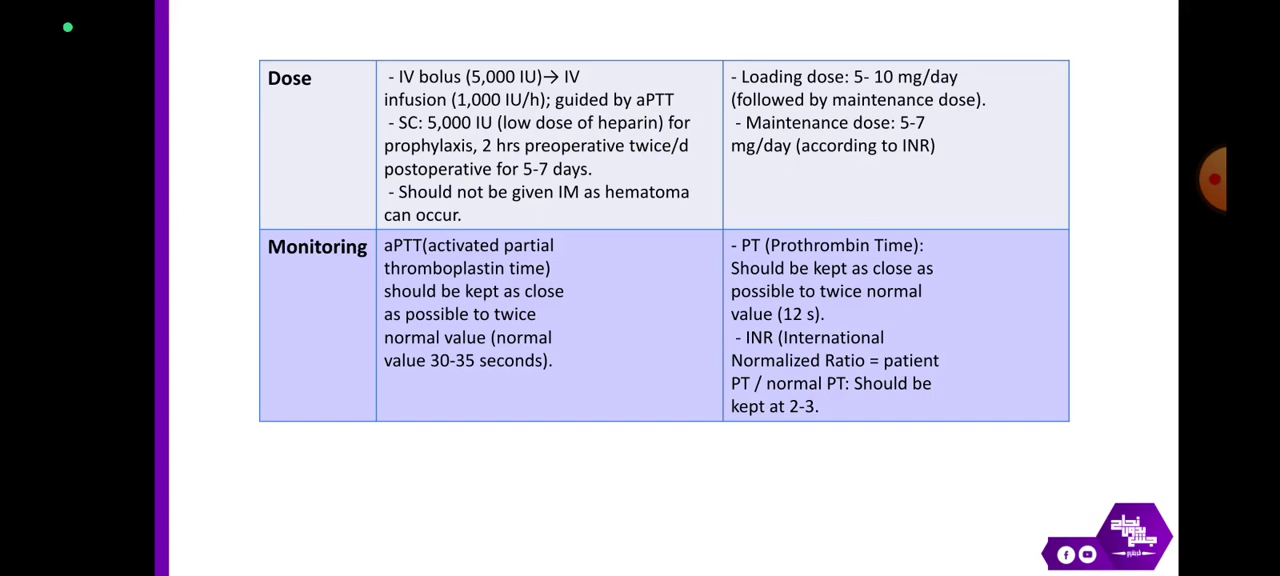 Dose
- IV bolus (5,000 IU)→ IV
infusion (1,000 IU/h); guided by aPTT
- SC: 5,000 IU (low dose of heparin) for
prophylaxis, 2 hrs preoperative twice/d
postoperative for 5-7 days.
- Should not be given IM as hematoma
can occur.
- Loading dose: 5- 10 mg/day
(followed by maintenance dose).
- Maintenance dose: 5-7
mg/day (according to INR)
Monitoring
aPTT(activated partial
thromboplastin time)
should be kept as close
as possible to twice
normal value (normal
value 30-35 seconds).
- PT (Prothrombin Time):
Should be kept as close as
possible to twice normal
value (12 s).
- INR (International
Normalized Ratio = patient
PT / normal PT: Should be
kept at 2-3.